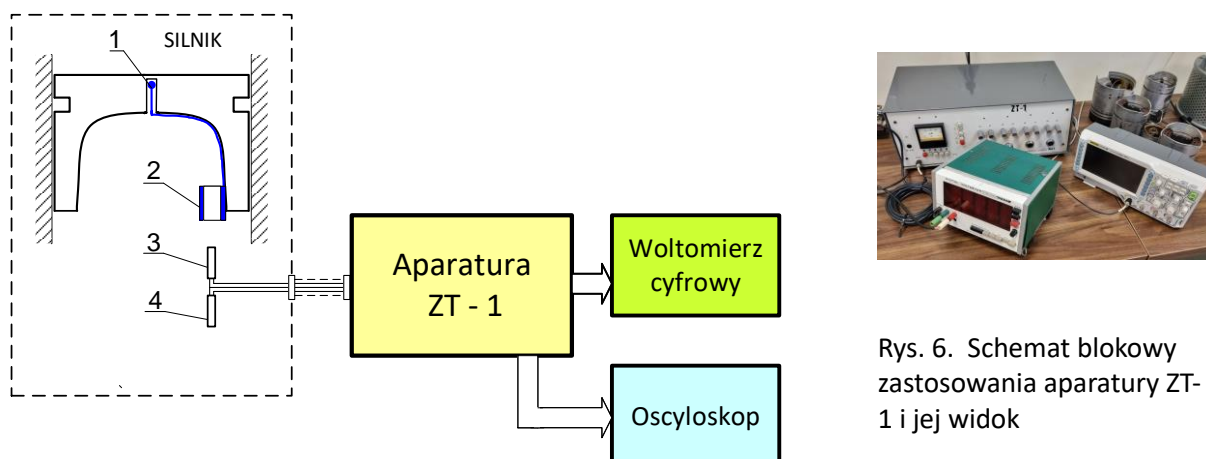 1
SILNIK
2
3
4
Aparatura
ZT - 1
Woltomierz
cyfrowy
Oscyloskop
ZT-1
Rys. 6. Schemat blokowy
zastosowania aparatury ZT-
1 i jej widok